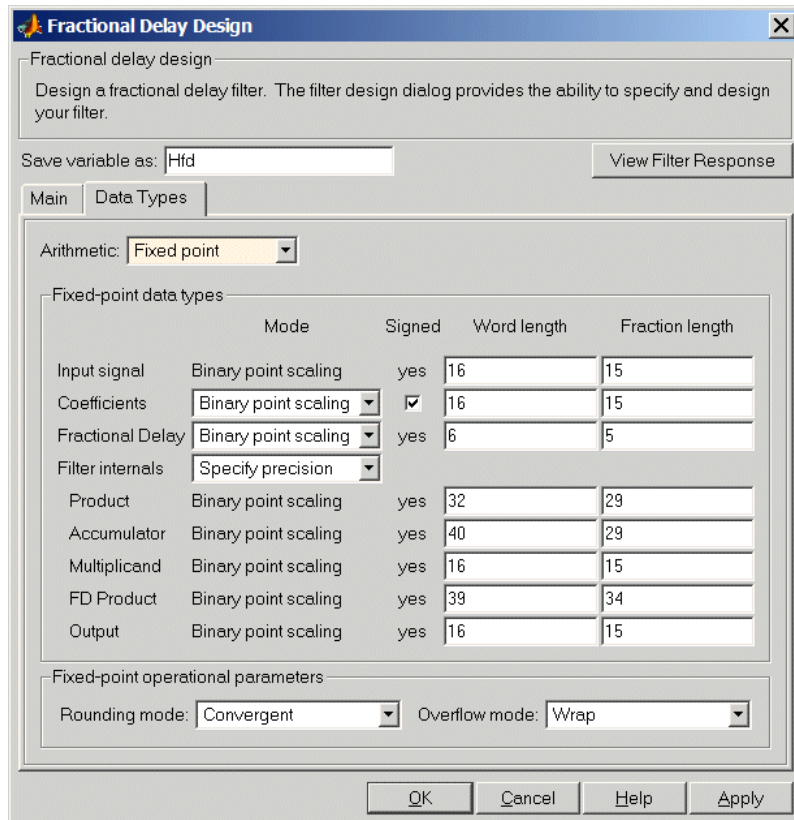 Fractional Delay Design
Fractional delay design
Design a fractional delay filter. The filter design dialog provides the ability to specify and design
your filter.
Save variable as: Hfd View Filter Response
Main Data Types
Arithmetic: Fixed point
Fixed-point data types
Mode Signed Word length Fraction length
Input signal Binary point scaling yes 16 15
Coefficients Binary point scaling 16 15
Fractional Delay Binary point scaling yes 6 5
Filter internals Specify precision
Product Binary point scaling yes 32 29
Accumulator Binary point scaling yes 40 29
Multiplicand Binary point scaling yes 16 15
FD Product Binary point scaling yes 39 34
Output Binary point scaling yes 16 15
Fixed-point operational parameters
Rounding mode: Convergent Overflow mode: Wrap
OK Cancel Help Apply